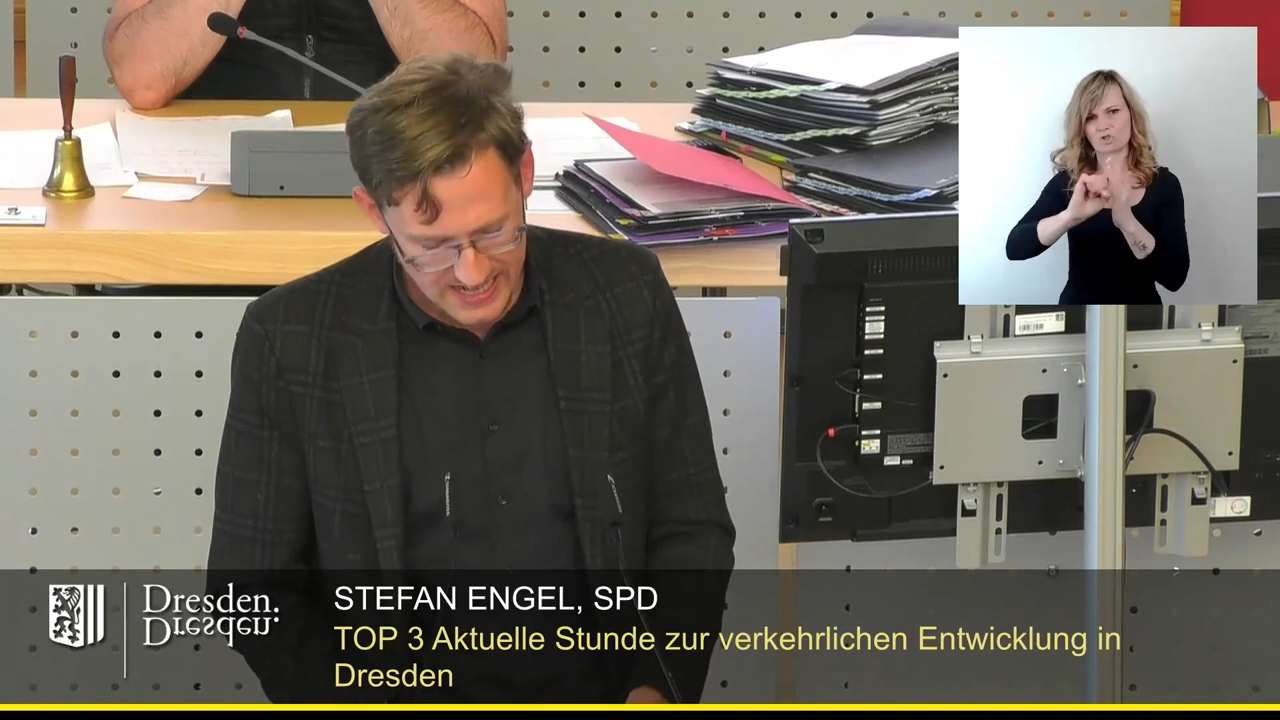 Dresden.
Dresden.
STEFAN ENGEL, SPD
TOP 3 Aktuelle Stunde zur verkehrlichen Entwicklung in
Dresden